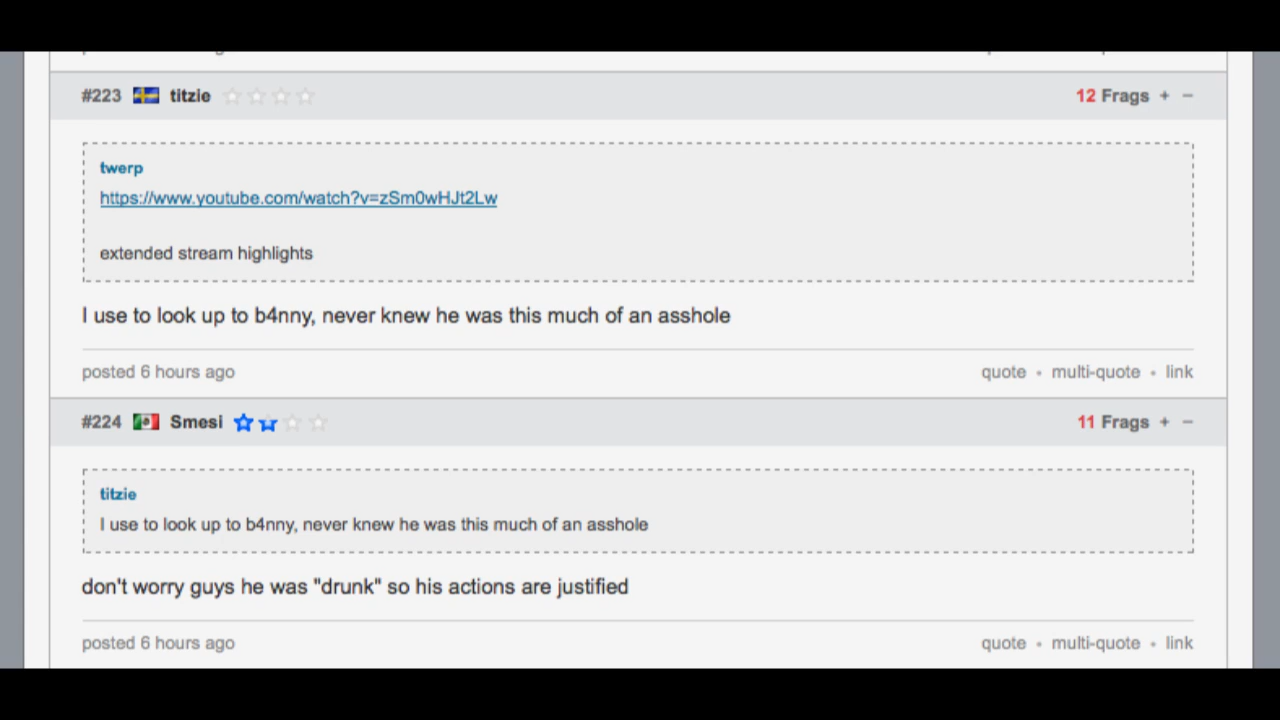 #223 titzie 12 Frags + −
twerp
https://www.youtube.com/watch?v=zSm0wHJt2Lw
extended stream highlights
I use to look up to b4nny, never knew he was this much of an asshole
posted 6 hours ago quote • multi-quote • link
#224 Smesi 11 Frags + −
titzie
I use to look up to b4nny, never knew he was this much of an asshole
don't worry guys he was "drunk" so his actions are justified
posted 6 hours ago quote • multi-quote • link